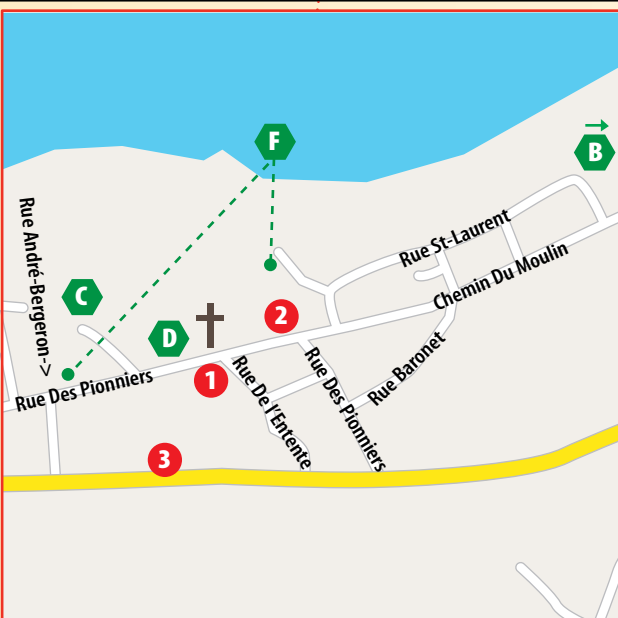 F
B
Rue St-Laurent
Rue André-Bergeron->
Chemin Du Moulin
C
2
D
Rue Des Pionniers
1
Rue De l'Entente
Rue Des Pionniers
Rue Baronet
3